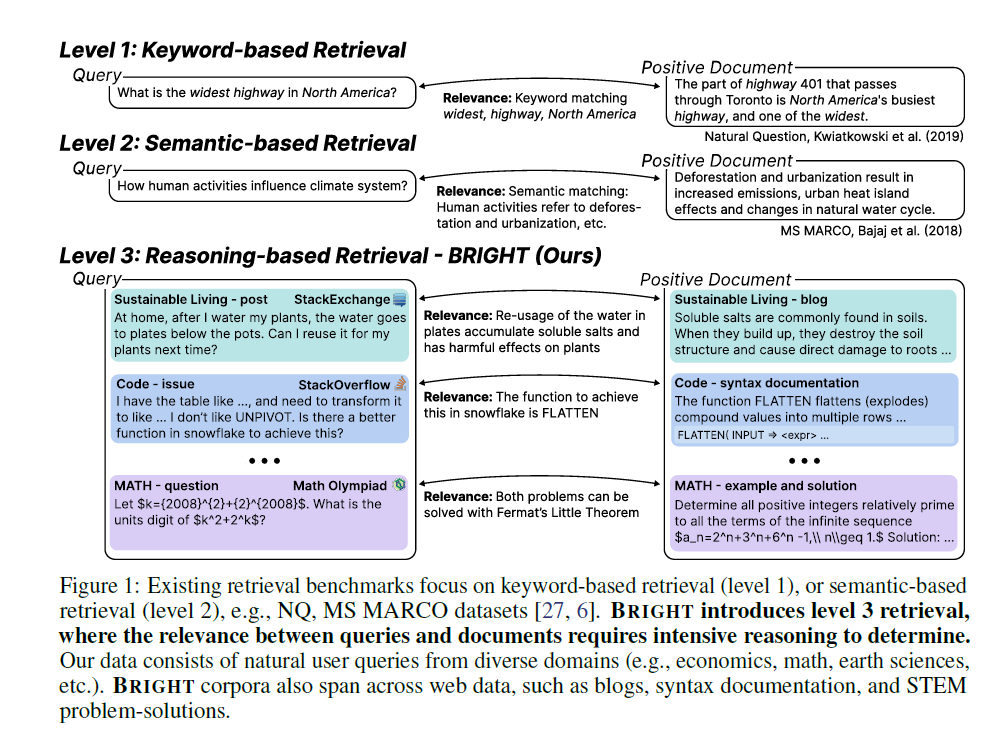 Level 1: Keyword-based Retrieval
Query
What is the widest highway in North America?
Relevance: Keyword matching
widest, highway, North America
Positive Document
The part of highway 401 that passes
through Toronto is North America's busiest
highway, and one of the widest.
Natural Question, Kwiatkowski et al. (2019)
Level 2: Semantic-based Retrieval
Query
How human activities influence climate system?
Relevance: Semantic matching:
Human activities refer to defores-
tation and urbanization, etc.
Positive Document
Deforestation and urbanization result in
increased emissions, urban heat island
effects and changes in natural water cycle.
MS MARCO, Bajaj et al. (2018)
Level 3: Reasoning-based Retrieval - BRIGHT (Ours)
Query
Positive Document
Sustainable Living - post StackExchange
At home, after I water my plants, the water goes
to plates below the pots. Can I reuse it for my
plants next time?
Relevance: Re-usage of the water in
plates accumulate soluble salts and
has harmful effects on plants
Sustainable Living - blog
Soluble salts are commonly found in soils.
When they build up, they destroy the soil
structure and cause direct damage to roots ...
Code - issue StackOverflow
I have the table like ..., and need to transform it
to like ... I don't like UNPIVOT. Is there a better
function in snowflake to achieve this?
Relevance: The function to achieve
this in snowflake is FLATTEN
Code - syntax documentation
The function FLATTEN flattens (explodes)
compound values into multiple rows ...
FLATTEN( INPUT ⇒ <expr> ...
•••
•••
MATH - question Math Olympiad
Let $k={2008}^{2}+{2}^{2008}$. What is the
units digit of $k^2+2^k$?
Relevance: Both problems can be
solved with Fermat's Little Theorem
MATH - example and solution
Determine all positive integers relatively prime
to all the terms of the infinite sequence
$a_n=2^n+3^n+6^n -1,\\ n\\geq 1.$ Solution: ...
Figure 1: Existing retrieval benchmarks focus on keyword-based retrieval (level 1), or semantic-based
retrieval (level 2), e.g., NQ, MS MARCO datasets [27, 6]. BRIGHT introduces level 3 retrieval,
where the relevance between queries and documents requires intensive reasoning to determine.
Our data consists of natural user queries from diverse domains (e.g., economics, math, earth sciences,
etc.). BRIGHT corpora also span across web data, such as blogs, syntax documentation, and STEM
problem-solutions.